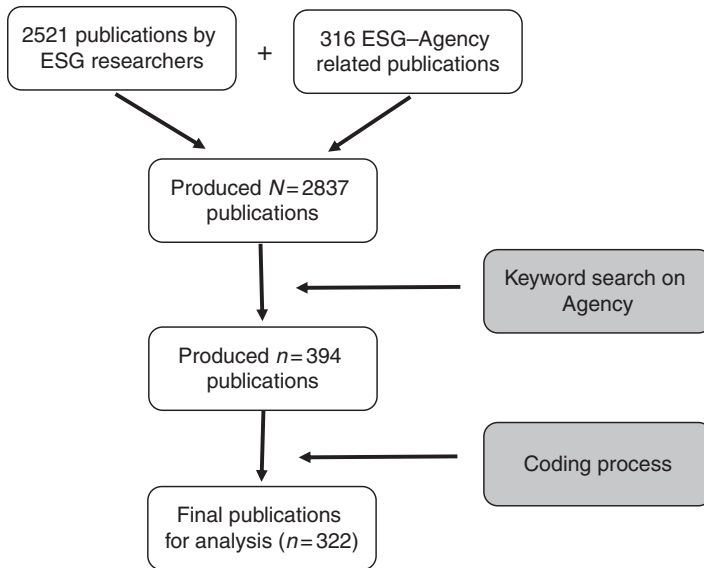 2521 publications by
ESG researchers
+
316 ESG–Agency
related publications
Produced N=2837
publications
Keyword search on
Agency
Produced n=394
publications
Coding process
Final publications
for analysis (n=322)